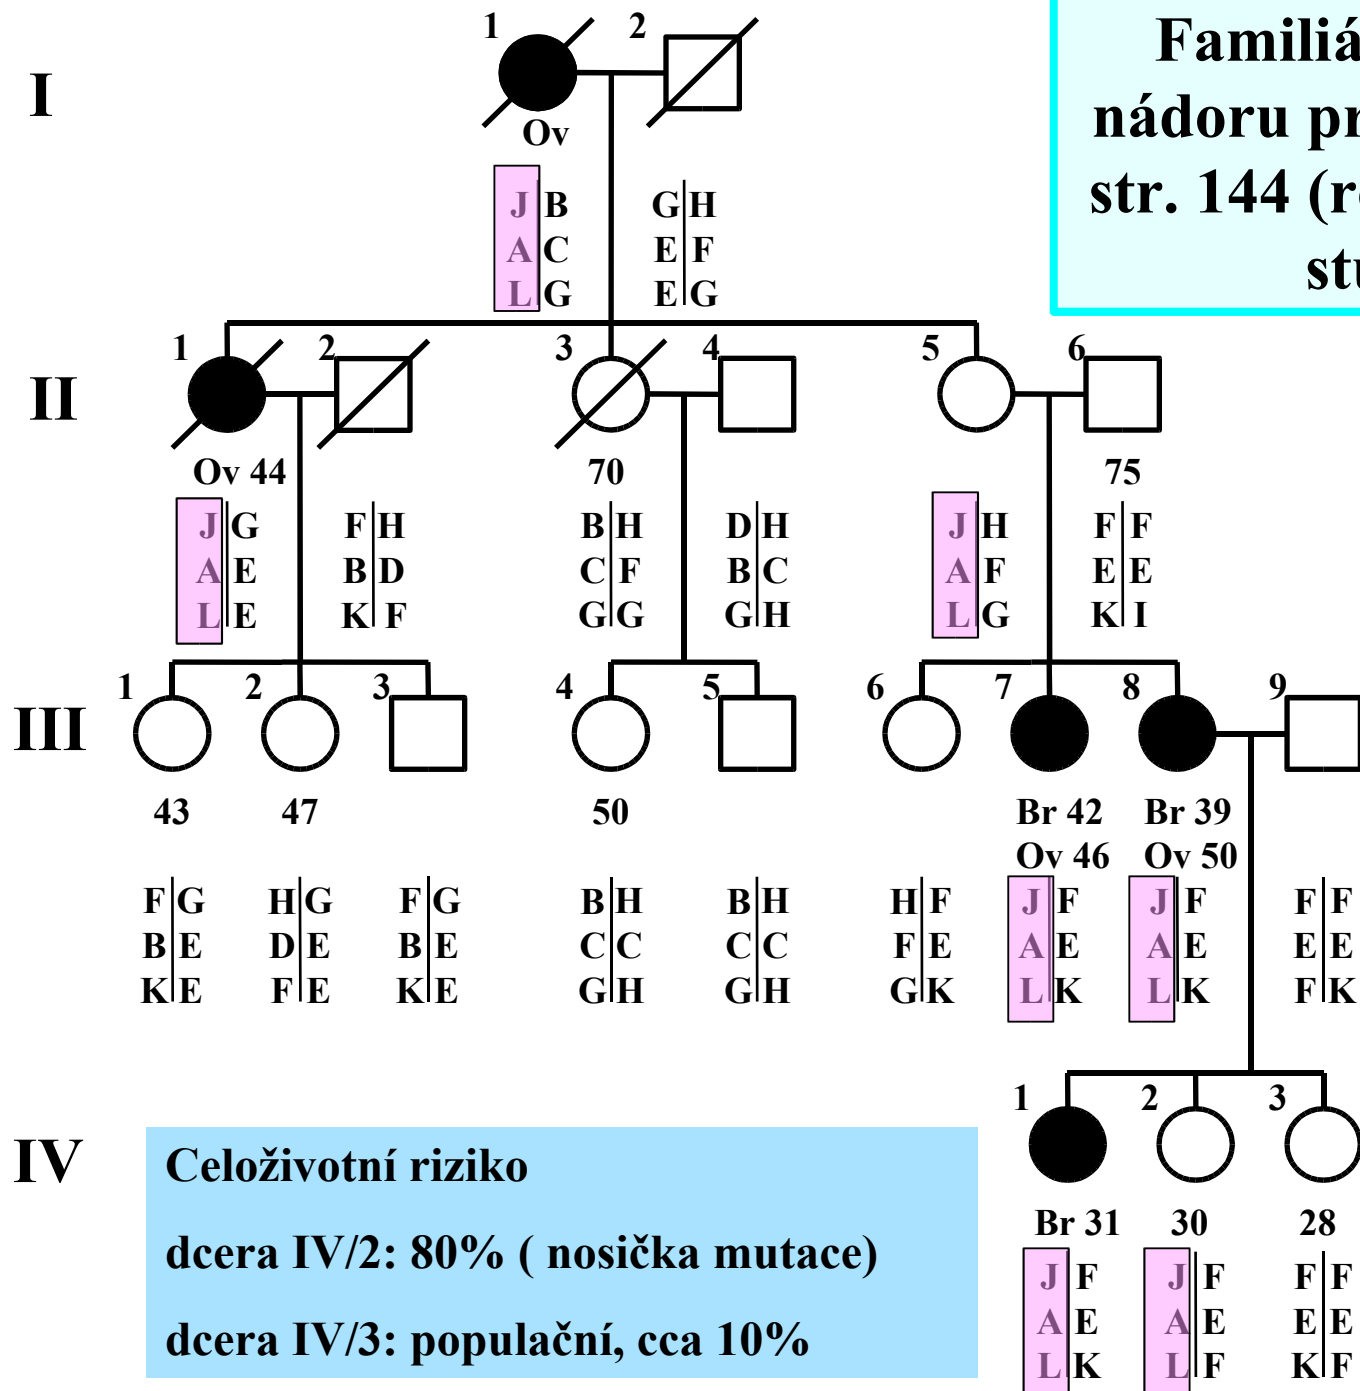 Familiá
nádoru pr
str. 144 (r
stu
I
1 2
Ov
J B G H
A C E F
L G E G
II
1 2 3 4 5 6
Ov 44 70 75
J G F H B H D H J H F F
A E B D C F B C A F E E
L E K F G G G H L G K I
III
1 2 3 4 5 6 7 8 9
43 47 50 Br 42 Br 39
Ov 46 Ov 50
F G H G F G B H B H H F J F J F F F
B E D E B E C C C C F E A E A E E E
K E F E K E G H G H G K L K L K F K
IV
1 2 3
Celoživotní riziko
dcera IV/2: 80% ( nosička mutace)
dcera IV/3: populační, cca 10%
Br 31 30 28
J F J F F F
A E A E E E
L K L F K F